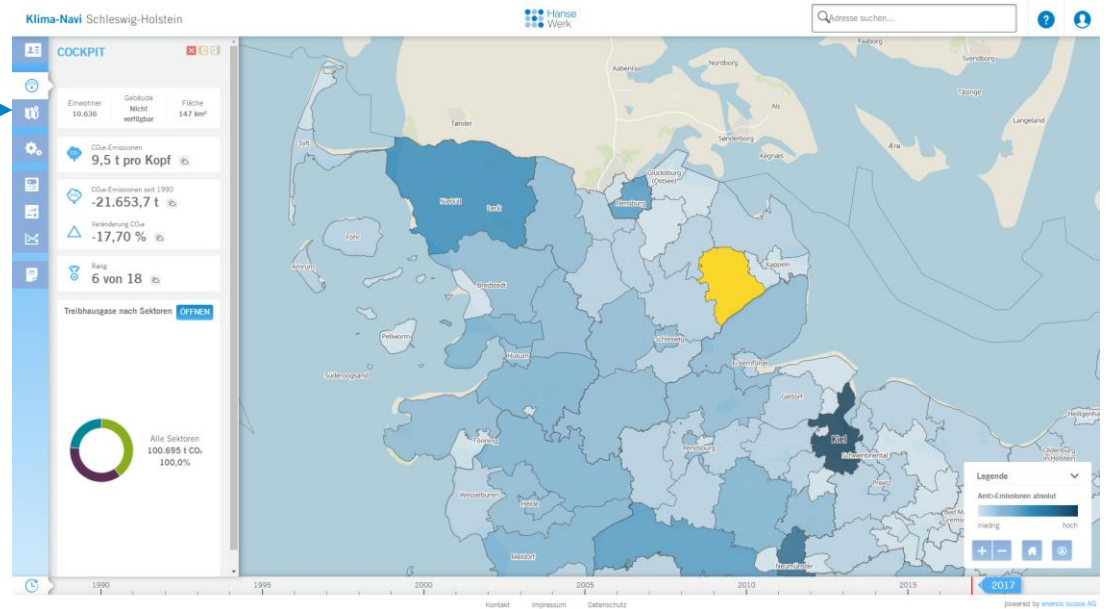 Klima-Navi Schleswig-Holstein
Hanse
Werk
Adresse suchen...
?
COCKPIT
Einwohner
10.636
Gebäude
Nicht
verfügbar
Fläche
147 km²
CO₂e-Emissionen
9,5 t pro Kopf
CO₂e-Emissionen seit 1990
-21.653,7 t
Veränderung CO₂e
-17,70 %
Rang
6 von 18
Treibhausgase nach Sektoren
ÖFFNEN
Alle Sektoren
100.695 t CO₂
100,0%
Faaborg
Svendborg
Aabenraa
Nordborg
Tåsinge
Langeland
Als
Tønder
Sønderborg
Ærø
Sylt
Kegnæs
Glücksburg
(Ostsee)
Niebüll
Leck
Flensburg
Föhr
Amrum
Kappeln
Bredstedt
Pellworm
Schleswig
Husum
Eckernförde
Süderoogsand
Gettorf
Heiligenha
Tönning
Kiel
Rendsburg
Schwentinental
Oldenburg
in Holstein
Preetz
Wesselburen
Heide
Bad M
Gremsm
Meldorf
Neumünster
Legende
Amt>Emissionen absolut
niedrig
hoch
+
−
1990
1995
2000
2005
2010
2015
2017
Kontakt
Impressum
Datenschutz
powered by enersis suisse AG